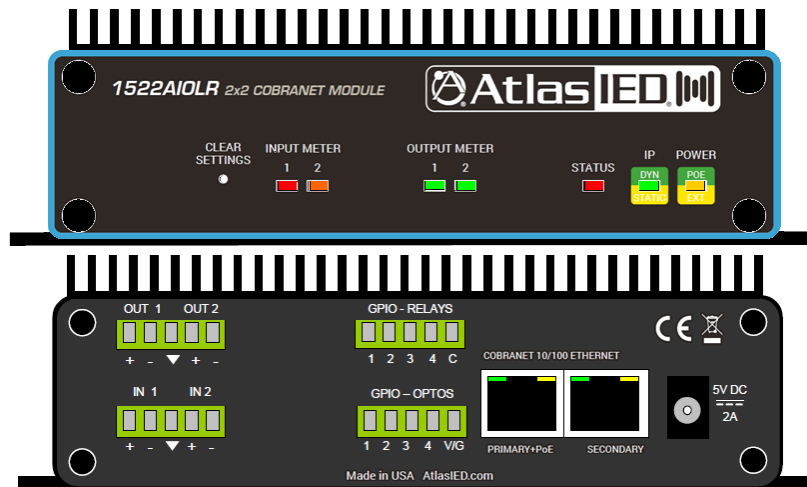 1522AIOLR 2x2 COBRANET MODULE
AtlasIED
CLEAR SETTINGS
INPUT METER
1 2
OUTPUT METER
1 2
STATUS
IP
DYN
STATIC
POWER
POE
EXT
OUT 1 OUT 2
+ - + -
IN 1 IN 2
+ - + -
GPIO - RELAYS
1 2 3 4 C
GPIO – OPTOS
1 2 3 4 V/G
COBRANET 10/100 ETHERNET
PRIMARY+PoE
SECONDARY
CE
5V DC
2A
Made in USA AtlasIED.com